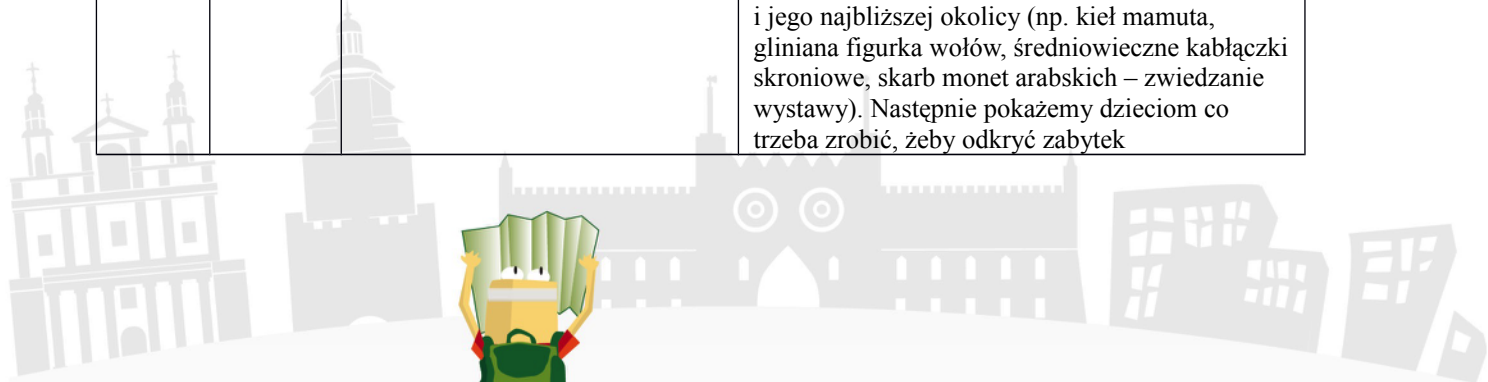 i jego najbliższej okolicy (np. kieł mamuta,
gliniana figurka wołów, średniowieczne kabłączki
skroniowe, skarb monet arabskich – zwiedzanie
wystawy). Następnie pokażemy dzieciom co
trzeba zrobić, żeby odkryć zabytek